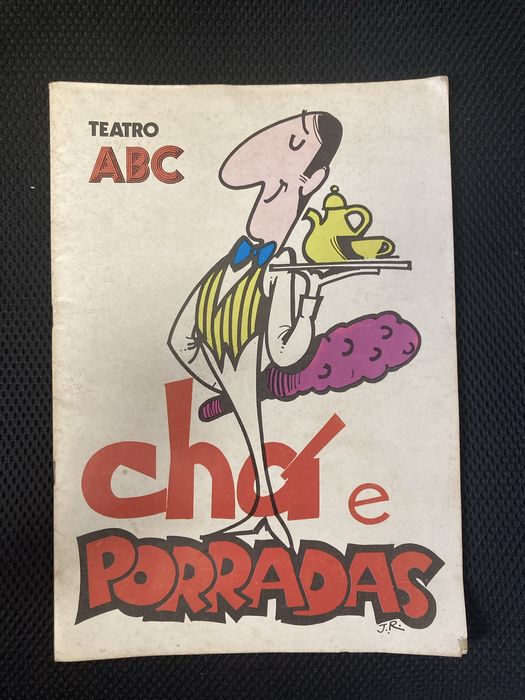 TEATRO
ABC
chá e
PORRADAS
J.R.